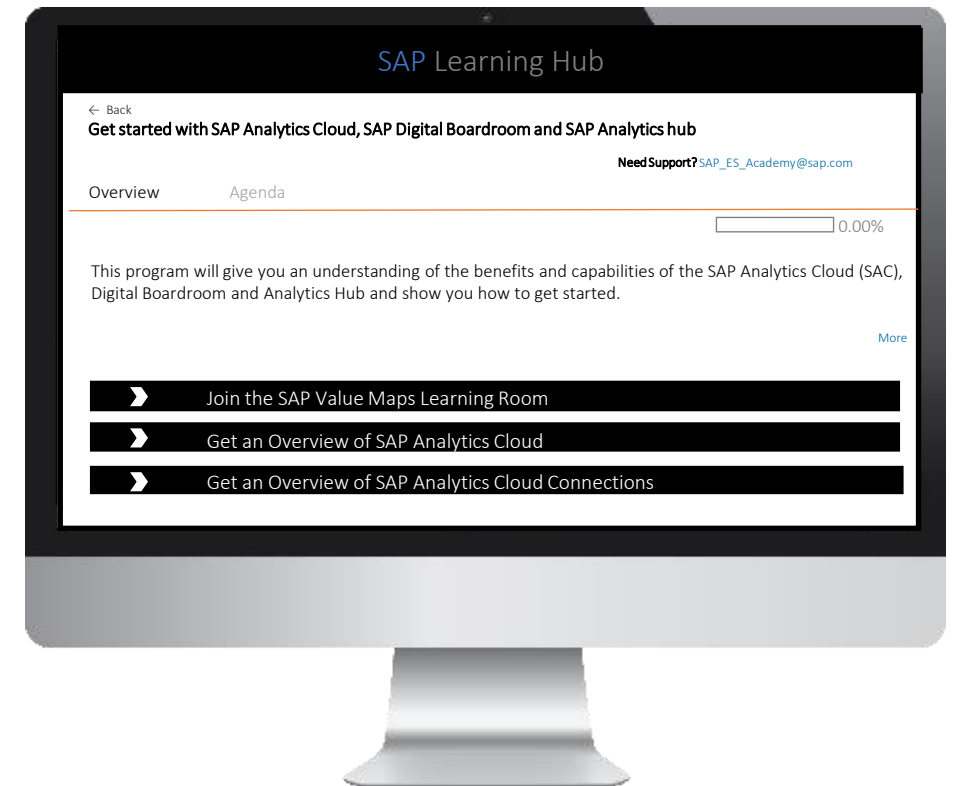 SAP Learning Hub
← Back
Get started with SAP Analytics Cloud, SAP Digital Boardroom and SAP Analytics hub
Need Support? SAP_ES_Academy@sap.com
Overview Agenda
0.00%
This program will give you an understanding of the benefits and capabilities of the SAP Analytics Cloud (SAC),
Digital Boardroom and Analytics Hub and show you how to get started.
More
Join the SAP Value Maps Learning Room
Get an Overview of SAP Analytics Cloud
Get an Overview of SAP Analytics Cloud Connections